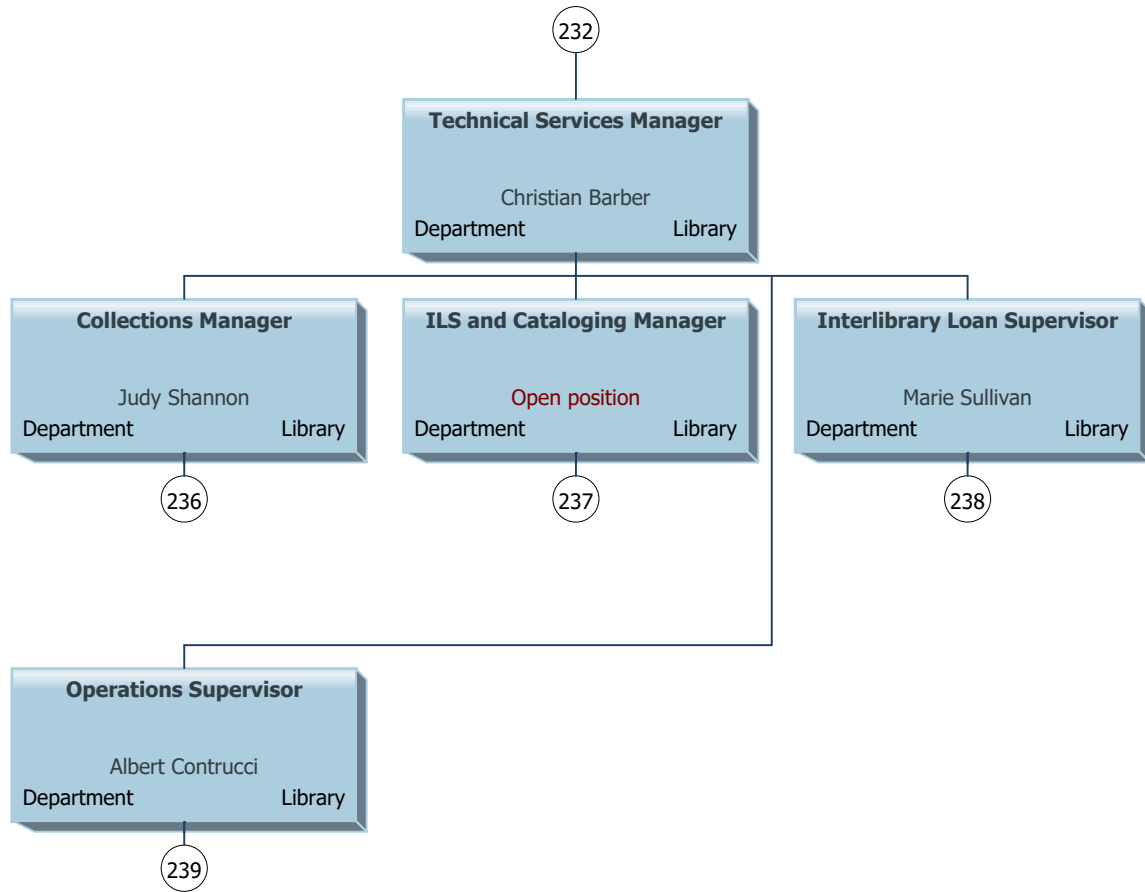 232
Technical Services Manager
Christian Barber
Department Library
Collections Manager
Judy Shannon
Department Library
236
ILS and Cataloging Manager
Open position
Department Library
237
Interlibrary Loan Supervisor
Marie Sullivan
Department Library
238
Operations Supervisor
Albert Contrucci
Department Library
239